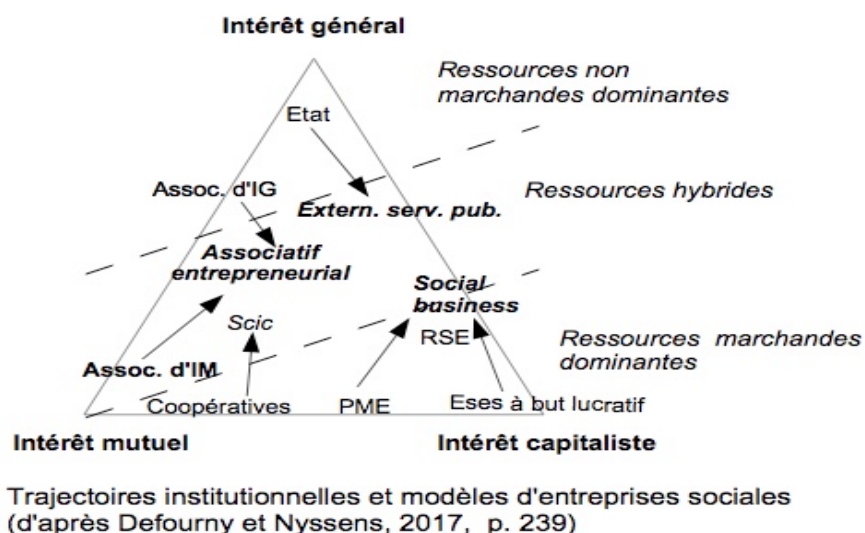 Intérêt général
Ressources non
marchandes dominantes
Etat
Assoc. d'IG
Ressources hybrides
Extern. serv. pub.
Associatif
entrepreneurial
Social
business
Scic
RSE
Ressources marchandes
dominantes
Assoc. d'IM
Coopératives
PME
Eses à but lucratif
Intérêt mutuel
Intérêt capitaliste
Trajectoires institutionnelles et modèles d'entreprises sociales
(d'après Defourny et Nyssens, 2017, p. 239)